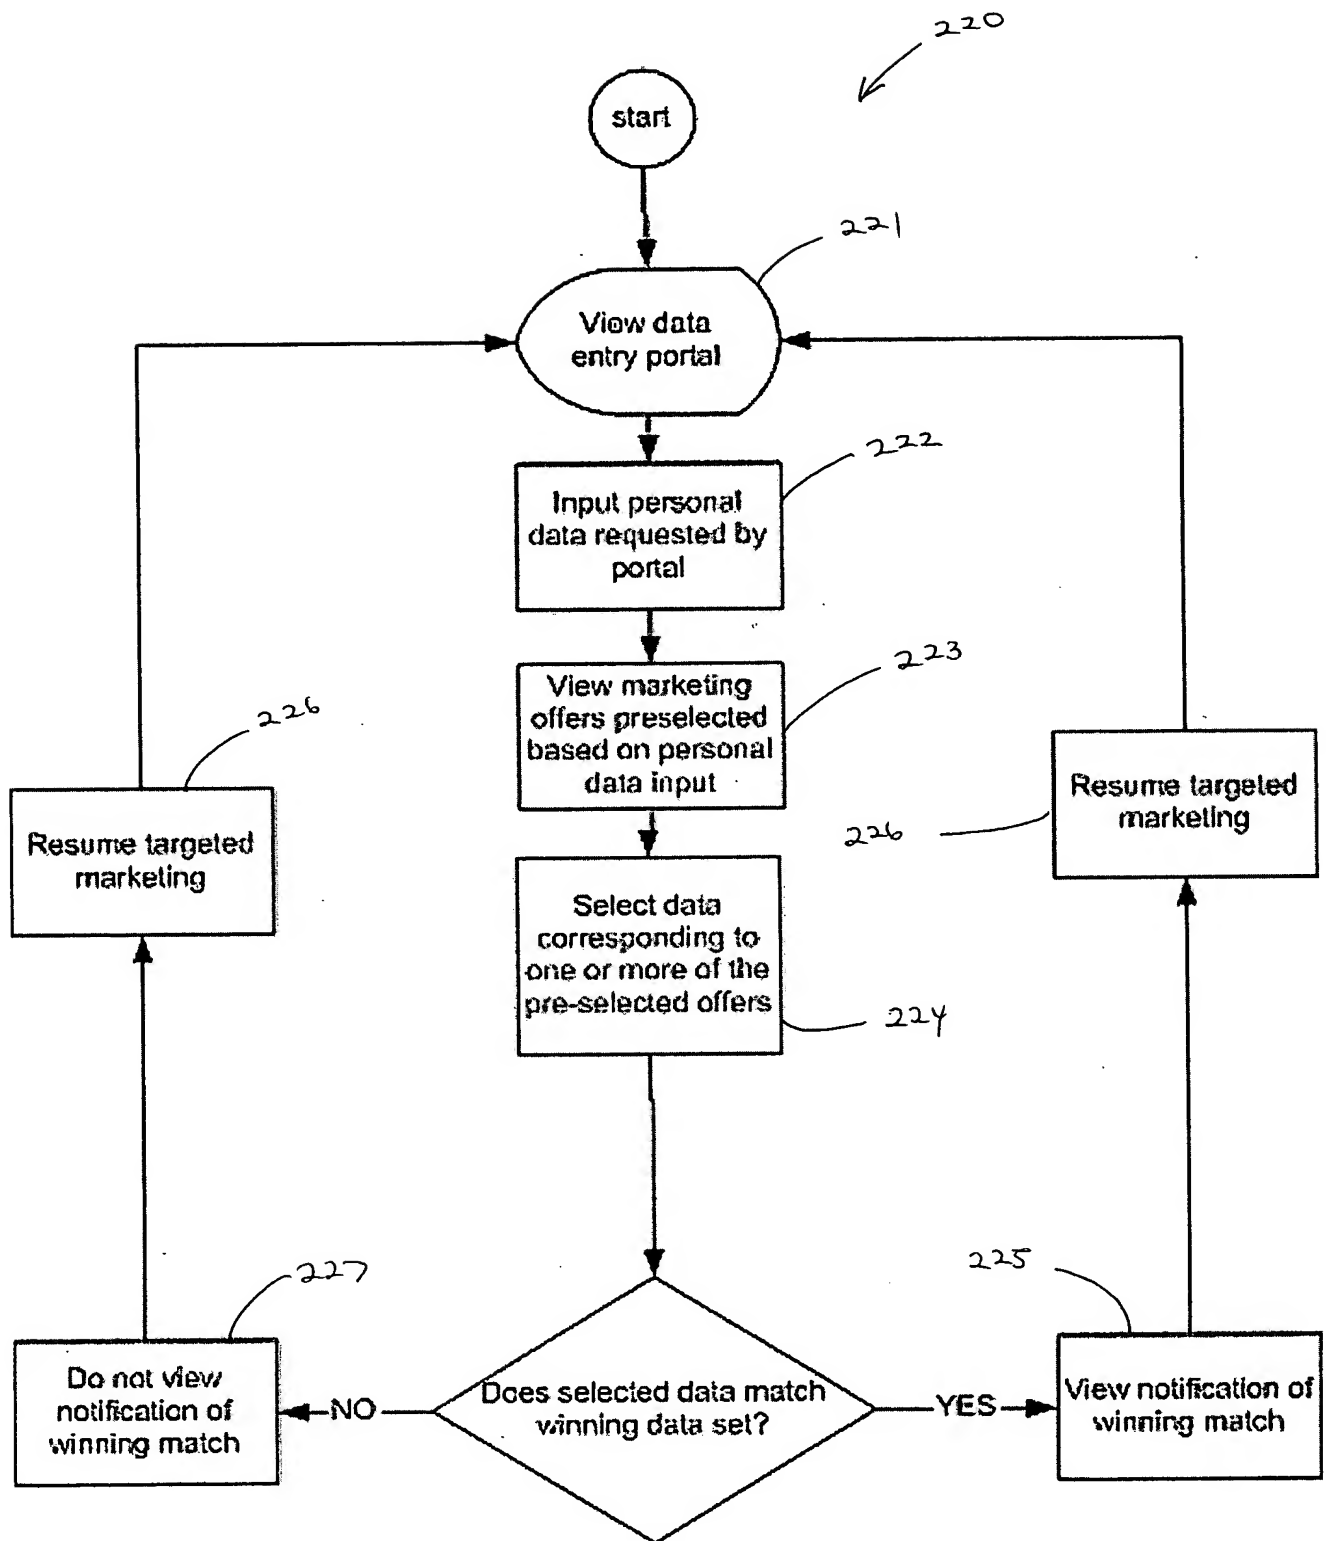 220
start
221
View data
entry portal
222
Input personal
data requested by
portal
223
View marketing
offers preselected
based on personal
data input
226
Resume targeted
marketing
Resume targeted
marketing
226
Select data
corresponding to
one or more of the
pre-selected offers
224
227
225
Do not view
notification of
winning match
NO
Does selected data match
winning data set?
YES
View notification of
winning match